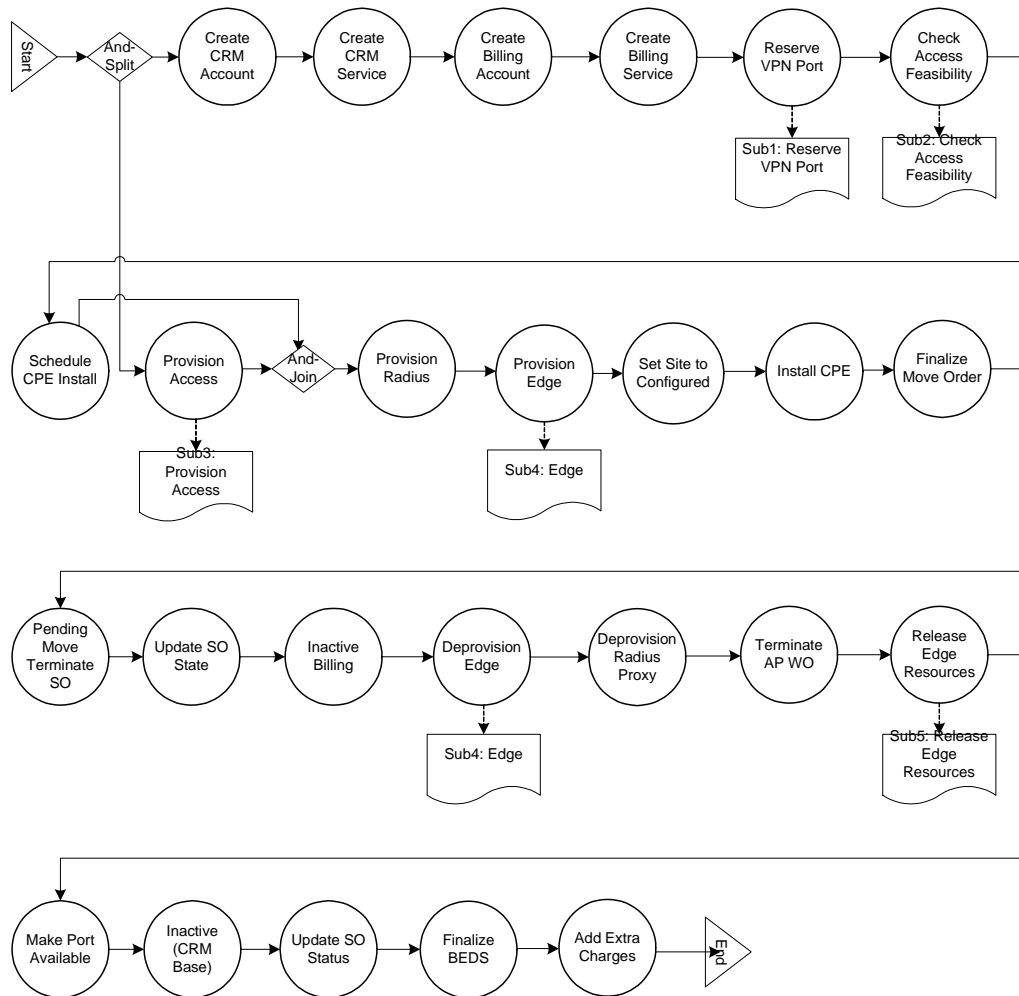 Start
And-
Split
Create
CRM
Account
Create
CRM
Service
Create
Billing
Account
Create
Billing
Service
Reserve
VPN Port
Check
Access
Feasibility
Sub1: Reserve
VPN Port
Sub2: Check
Access
Feasibility
Schedule
CPE Install
Provision
Access
And-
Join
Provision
Radius
Provision
Edge
Set Site to
Configured
Install CPE
Finalize
Move Order
Sub3:
Provision
Access
Sub4: Edge
Pending
Move
Terminate
SO
Update SO
State
Inactive
Billing
Deprovision
Edge
Deprovision
Radius
Proxy
Terminate
AP WO
Release
Edge
Resources
Sub4: Edge
Sub5: Release
Edge
Resources
Make Port
Available
Inactive
(CRM
Base)
Update SO
Status
Finalize
BEDS
Add Extra
Charges
End